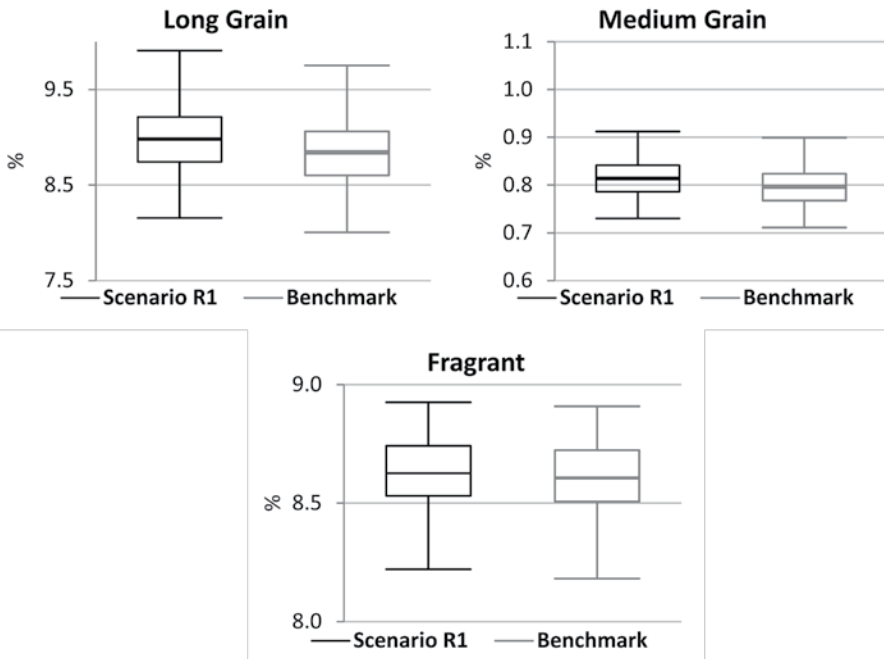 Long Grain
9.5
8.5
7.5
%
Scenario R1 Benchmark
Medium Grain
1.1
1.0
0.9
0.8
0.7
0.6
%
Scenario R1 Benchmark
Fragrant
9.0
8.5
8.0
%
Scenario R1 Benchmark